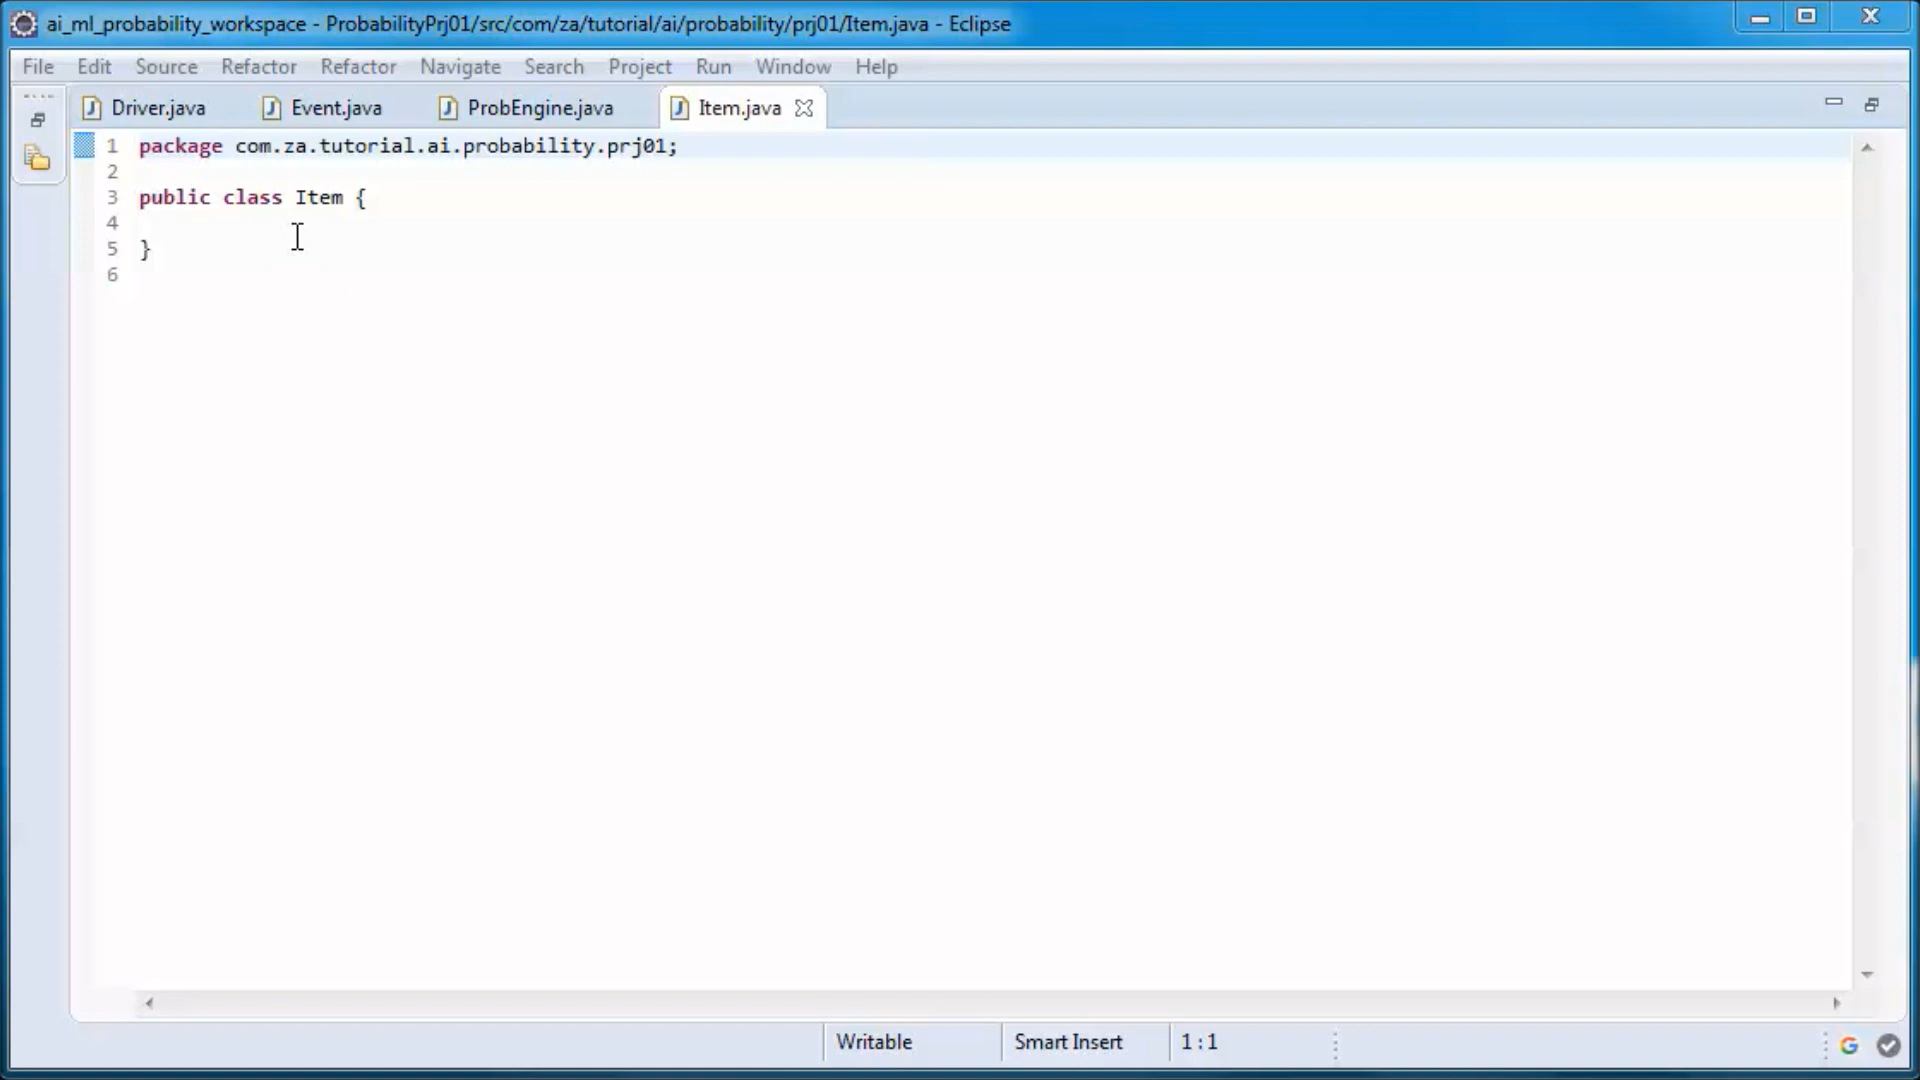 ai_ml_probability_workspace - ProbabilityPrj01/src/com/za/tutorial/ai/probability/prj01/Item.java - Eclipse
File Edit Source Refactor Refactor Navigate Search Project Run Window Help
Driver.java Event.java ProbEngine.java Item.java
1 package com.za.tutorial.ai.probability.prj01;
2
3 public class Item {
4
5 }
6
Writable Smart Insert 1 : 1
G